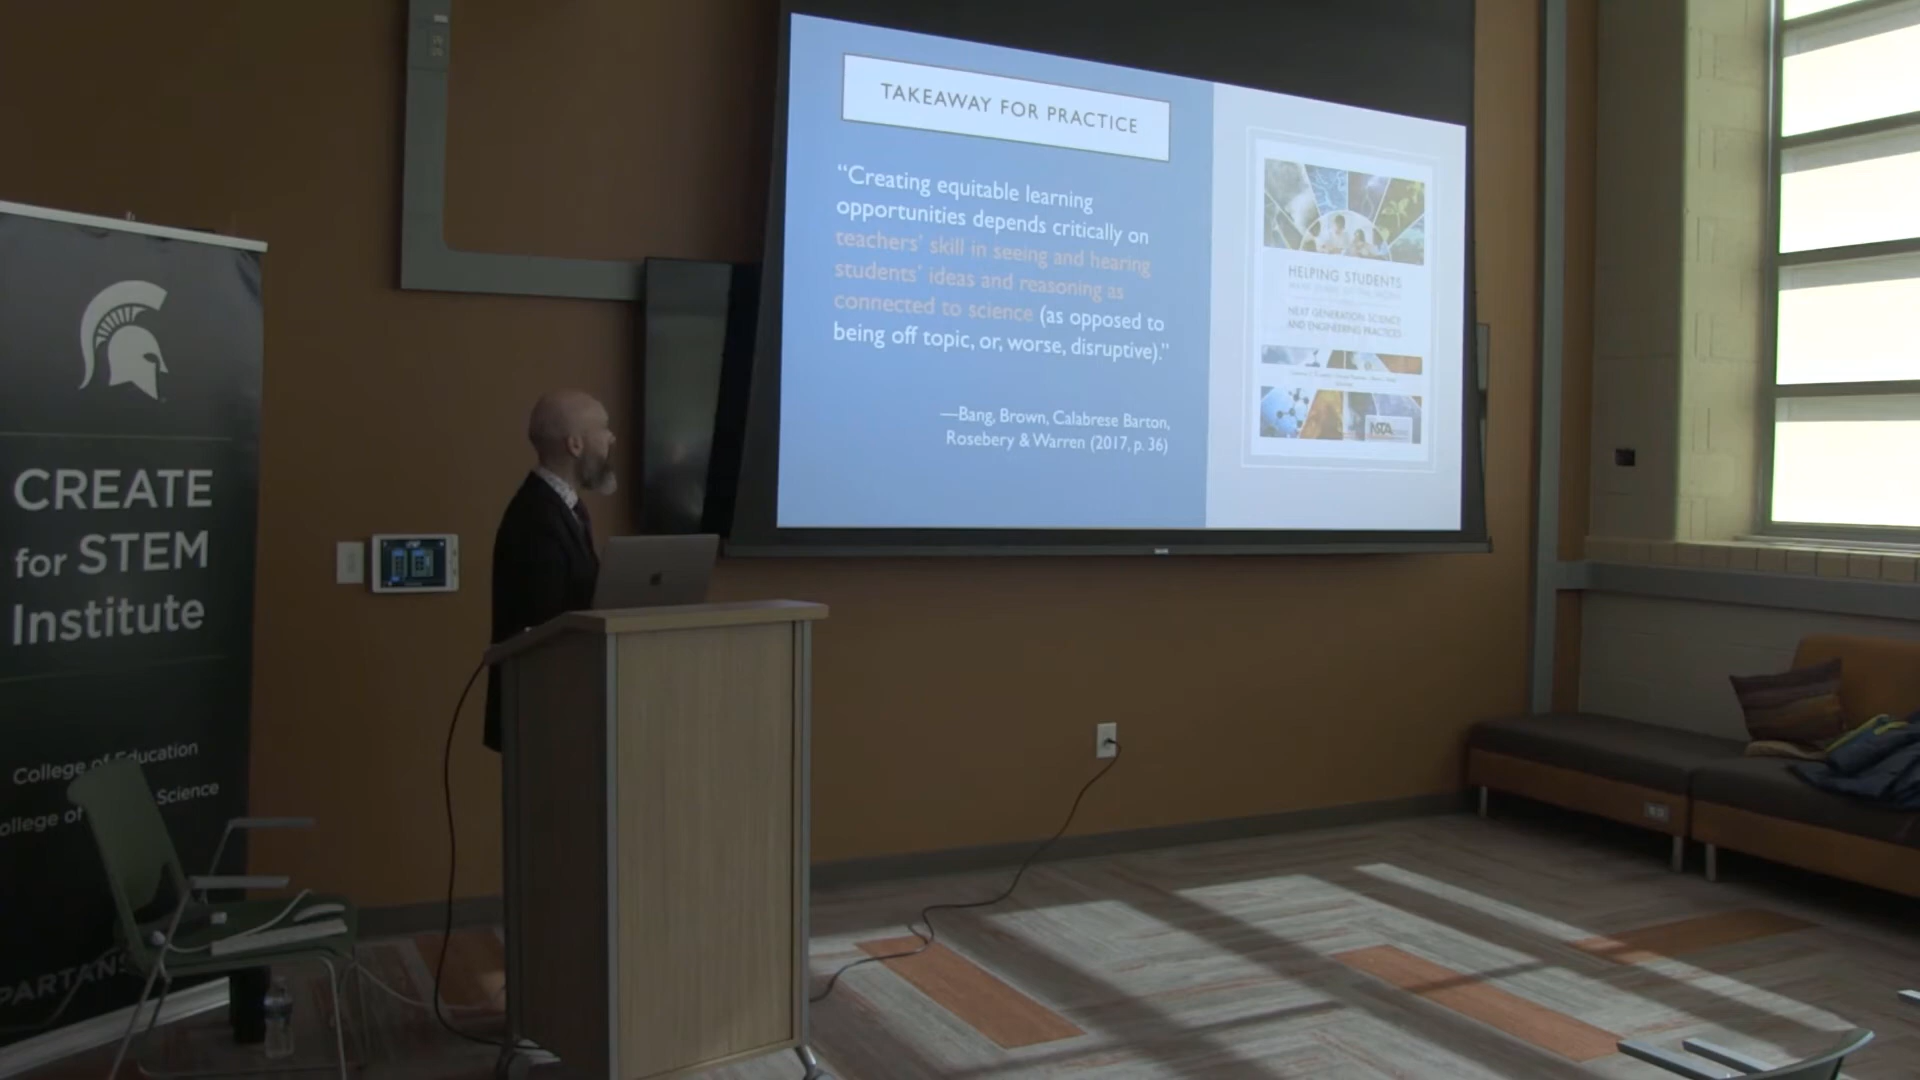 CREATE
for STEM
Institute
College of Education
ollege of Science
PARTANS
TAKEAWAY FOR PRACTICE
“Creating equitable learning
opportunities depends critically on
teachers’ skill in seeing and hearing
students’ ideas and reasoning as
connected to science (as opposed to
being off topic, or, worse, disruptive).”
—Bang, Brown, Calabrese Barton,
Rosebery & Warren (2017, p. 36)
HELPING STUDENTS
NEXT GENERATION SCIENCE
AND ENGINEERING PRACTICES
NSTA